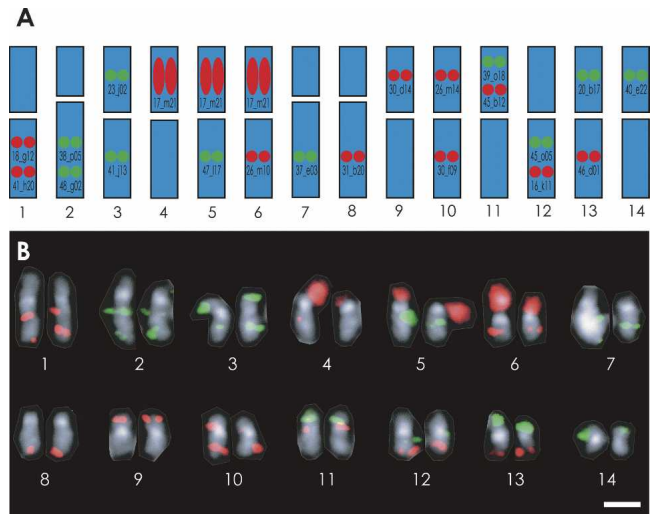 A
23_j02
17_m21
17_m21
17_m21
30_d14
26_m14
39_o18
45_b12
20_b17
40_e22
18_g12
41_h20
38_p05
48_g02
41_j13
47_l17
26_m10
37_e03
31_b20
30_f09
45_o05
16_k11
46_d01
1 2 3 4 5 6 7 8 9 10 11 12 13 14
B
1 2 3 4 5 6 7
8 9 10 11 12 13 14